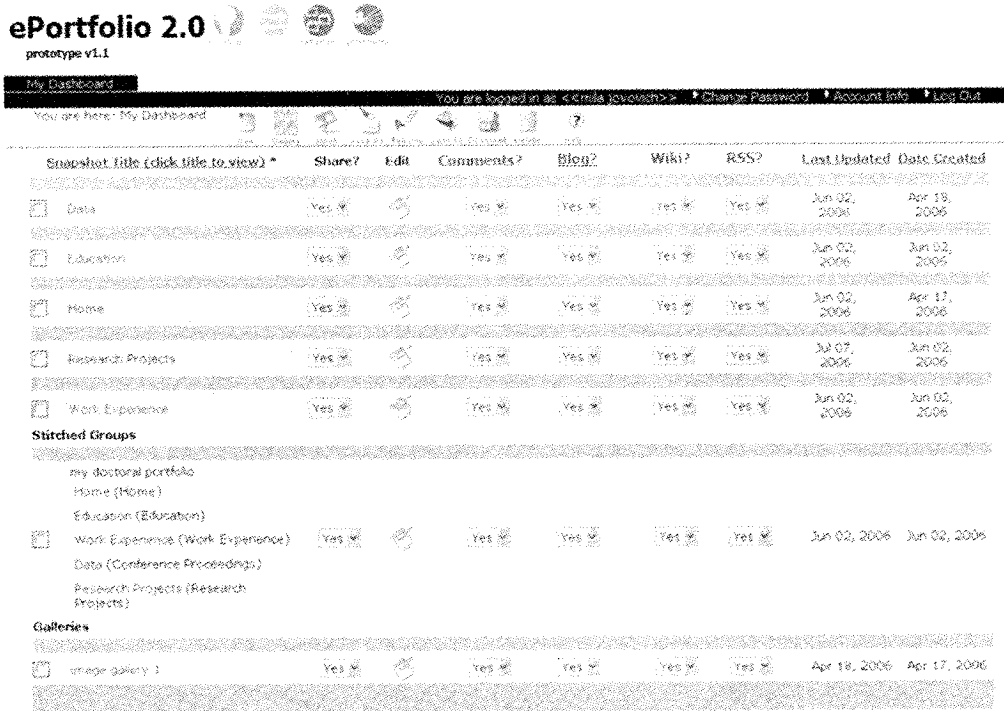 ePortfolio 2.0
prototype v1.1
My Dashboard
You are logged in as <<mila jovovich>> Change Password Account Info Log Out
You are here: My Dashboard
?
Snapshot Title (click title to view) ^ Share? Edit Comments? Blog? Wiki? RSS? Last Updated Date Created
Data Yes Yes Yes Yes Yes Jun 02, 2006 Apr 18, 2006
Education Yes Yes Yes Yes Yes Jun 02, 2006 Jun 02, 2006
Home Yes Yes Yes Yes Yes Jun 02, 2006 Apr 17, 2006
Research Projects Yes Yes Yes Yes Yes Jul 07, 2006 Jun 02, 2006
Work Experience Yes Yes Yes Yes Yes Jun 02, 2006 Jun 02, 2006
Stitched Groups
my doctoral portfolio
Home (Home)
Education (Education)
Work Experience (Work Experience) Yes Yes Yes Yes Yes Jun 02, 2006 Jun 02, 2006
Data (Conference Proceedings)
Research Projects (Research
Projects)
Galleries
image gallery 1 Yes Yes Yes Yes Yes Apr 18, 2006 Apr 17, 2006